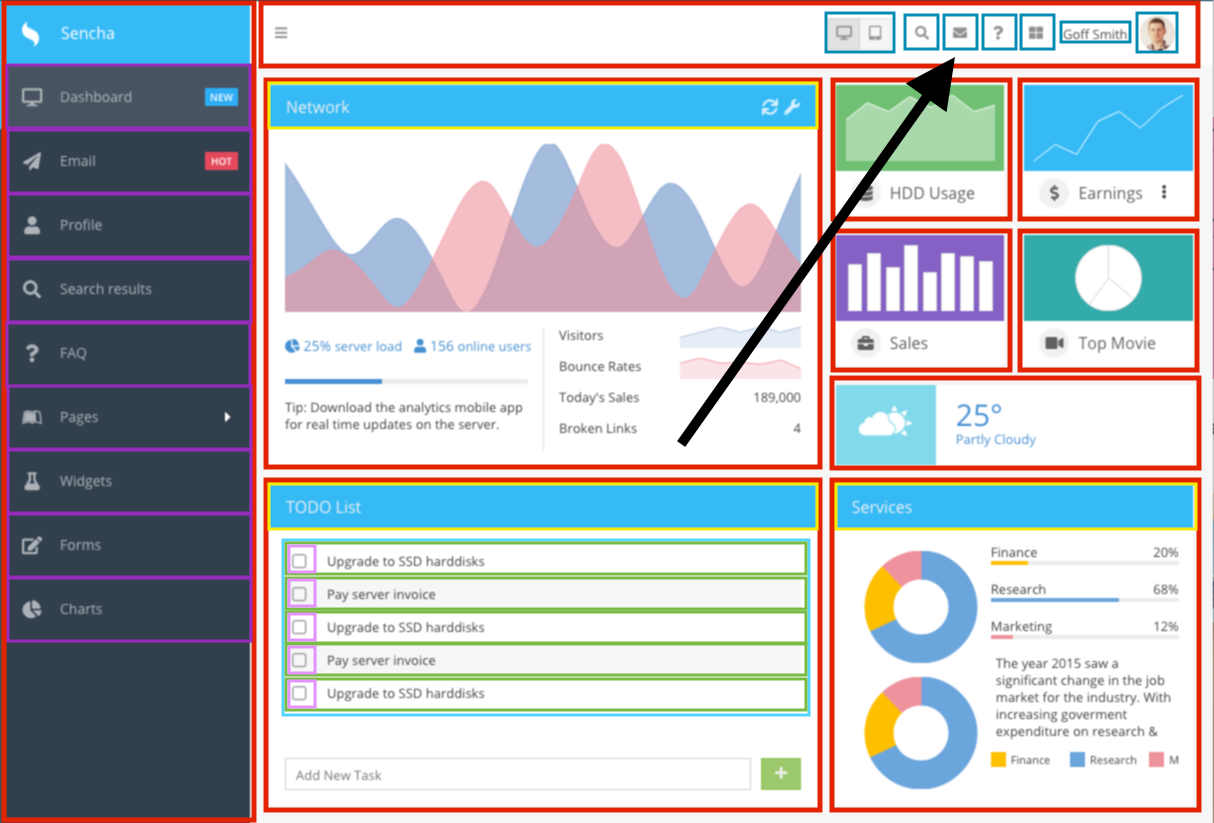 Sencha
Goff Smith
Dashboard NEW
Email HOT
Profile
Search results
FAQ
Pages
Widgets
Forms
Charts
Network
25% server load 156 online users
Tip: Download the analytics mobile app
for real time updates on the server.
Visitors
Bounce Rates
Today's Sales 189,000
Broken Links 4
HDD Usage
$ Earnings
Sales
Top Movie
25°
Partly Cloudy
TODO List
Upgrade to SSD harddisks
Pay server invoice
Upgrade to SSD harddisks
Pay server invoice
Upgrade to SSD harddisks
Add New Task +
Services
Finance 20%
Research 68%
Marketing 12%
The year 2015 saw a
significant change in the job
market for the industry. With
increasing goverment
expenditure on research &
Finance Research M